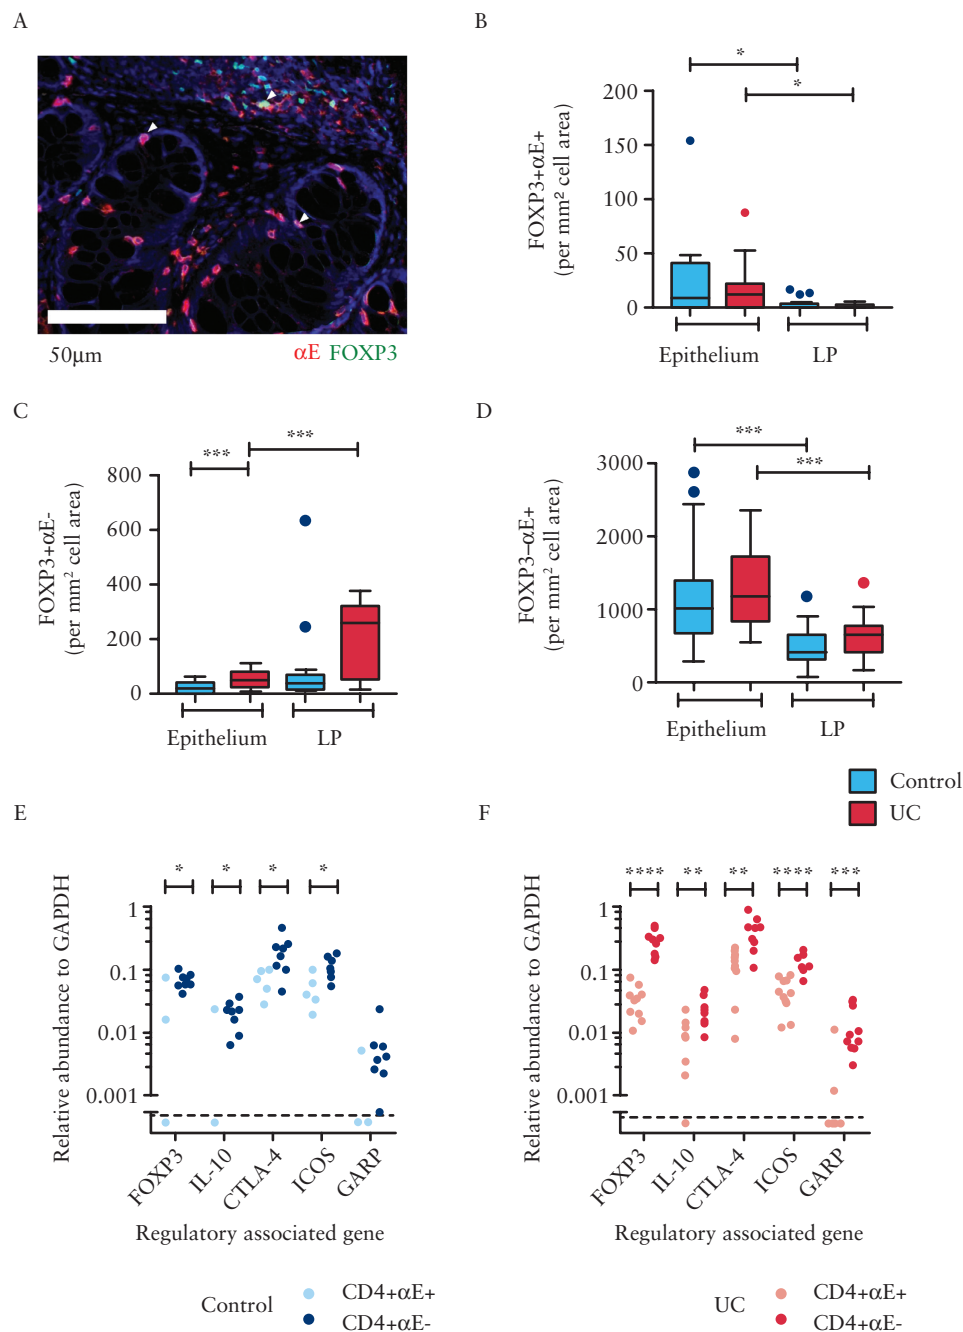 A
50μm
αE FOXP3
B
*
*
FOXP3+αE+
(per mm² cell area)
200
150
100
50
0
Epithelium LP
C
***
***
FOXP3+αE-
(per mm² cell area)
800
600
400
200
0
Epithelium LP
D
***
***
FOXP3–αE+
(per mm² cell area)
3000
2000
1000
0
Epithelium LP
Control
UC
E
* * * *
Relative abundance to GAPDH
1
0.1
0.01
0.001
FOXP3
IL-10
CTLA-4
ICOS
GARP
Regulatory associated gene
Control
CD4+αE+
CD4+αE-
F
**** ** ** **** ***
Relative abundance to GAPDH
1
0.1
0.01
0.001
FOXP3
IL-10
CTLA-4
ICOS
GARP
Regulatory associated gene
UC
CD4+αE+
CD4+αE-